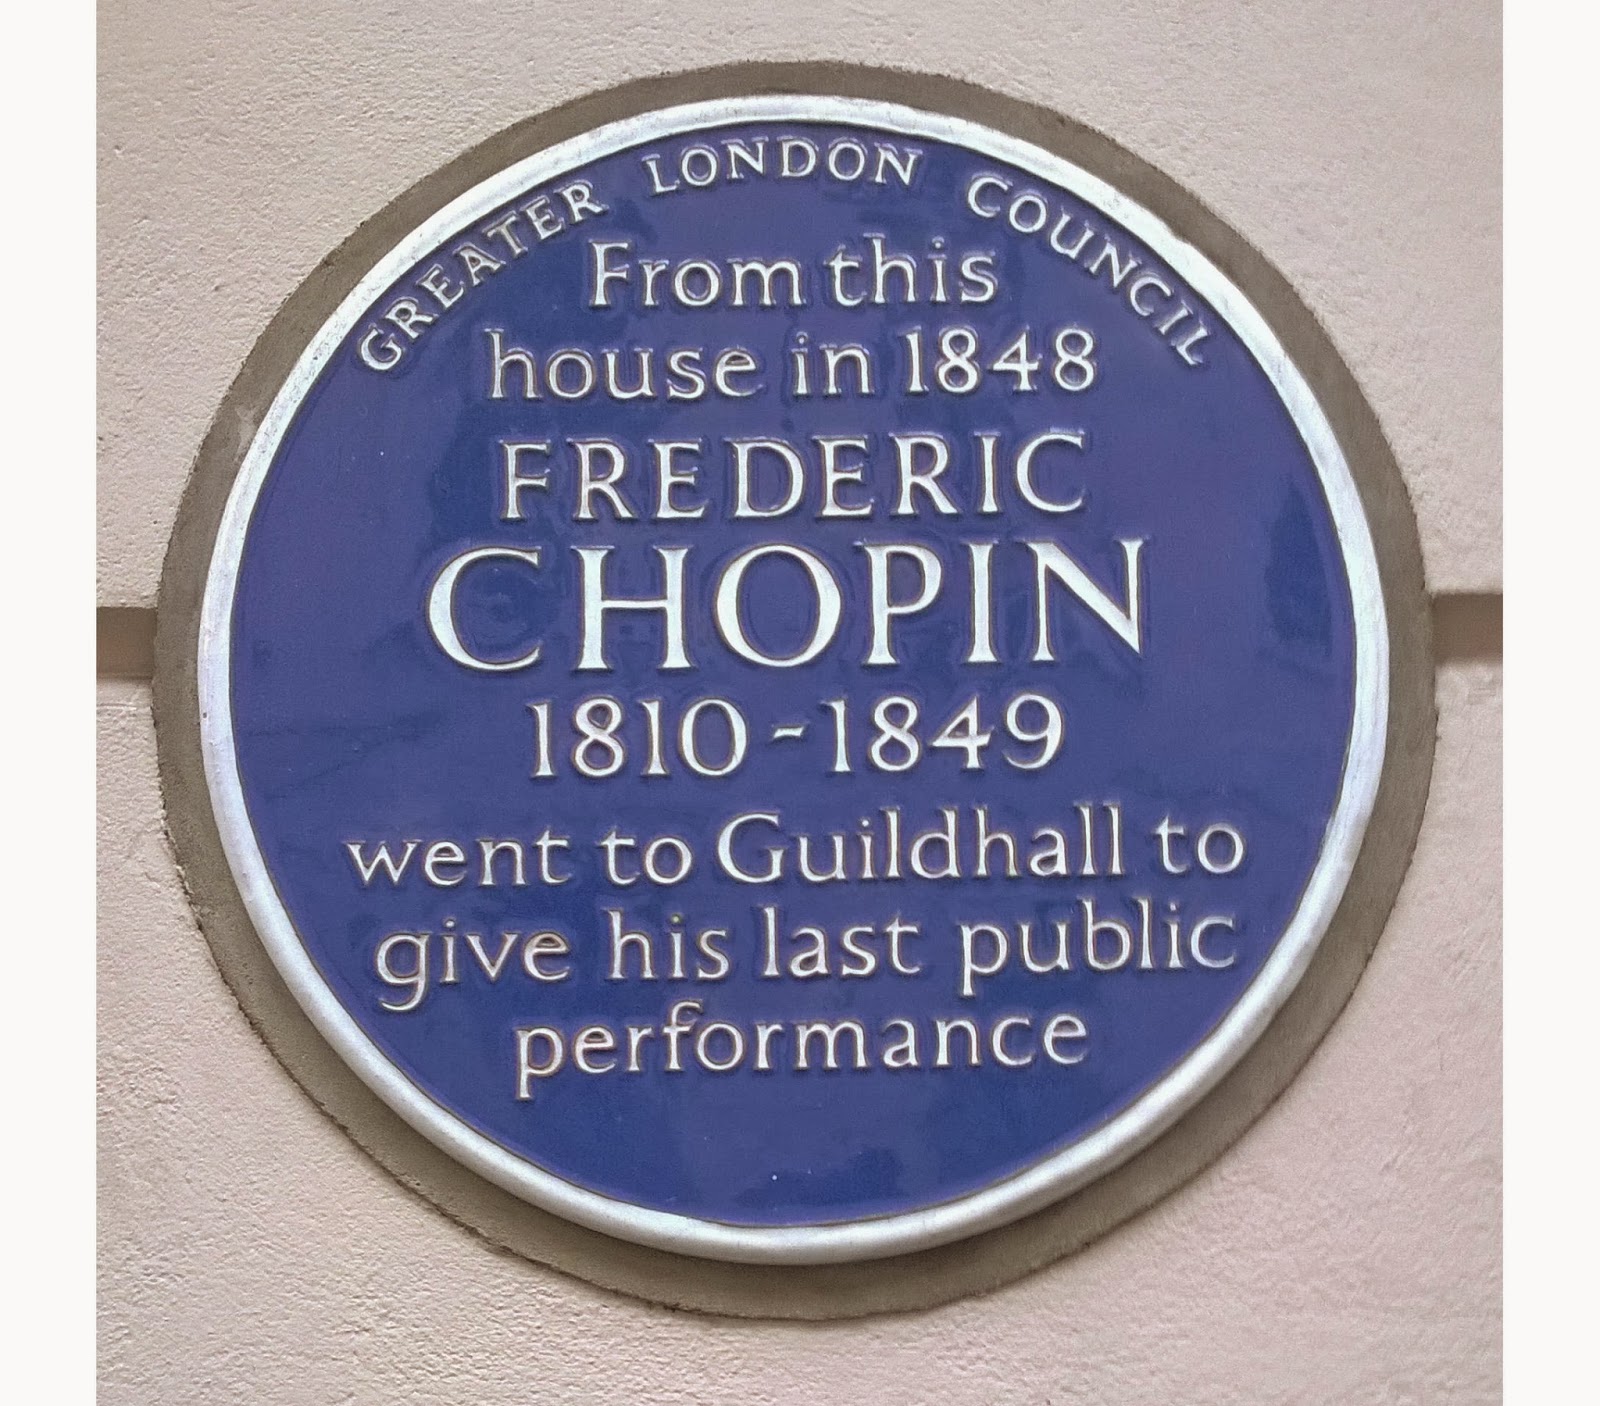 GREATER LONDON COUNCIL
From this
house in 1848
FREDERIC
CHOPIN
1810-1849
went to Guildhall to
give his last public
performance